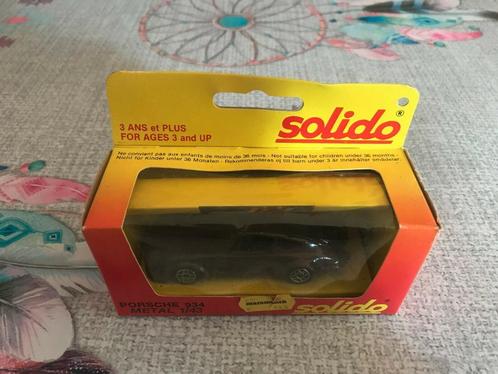 3 ANS et PLUS
FOR AGES 3 and UP
solido®
Ne convient pas aux enfants de moins de 36 mois - Not suitable for children under 36 months -
Nicht für Kinder unter 36 Monaten - Rekommenderas ej till barn under 3 år innehåller smådelar
PORSCHE 934
METAL 1/43
solido